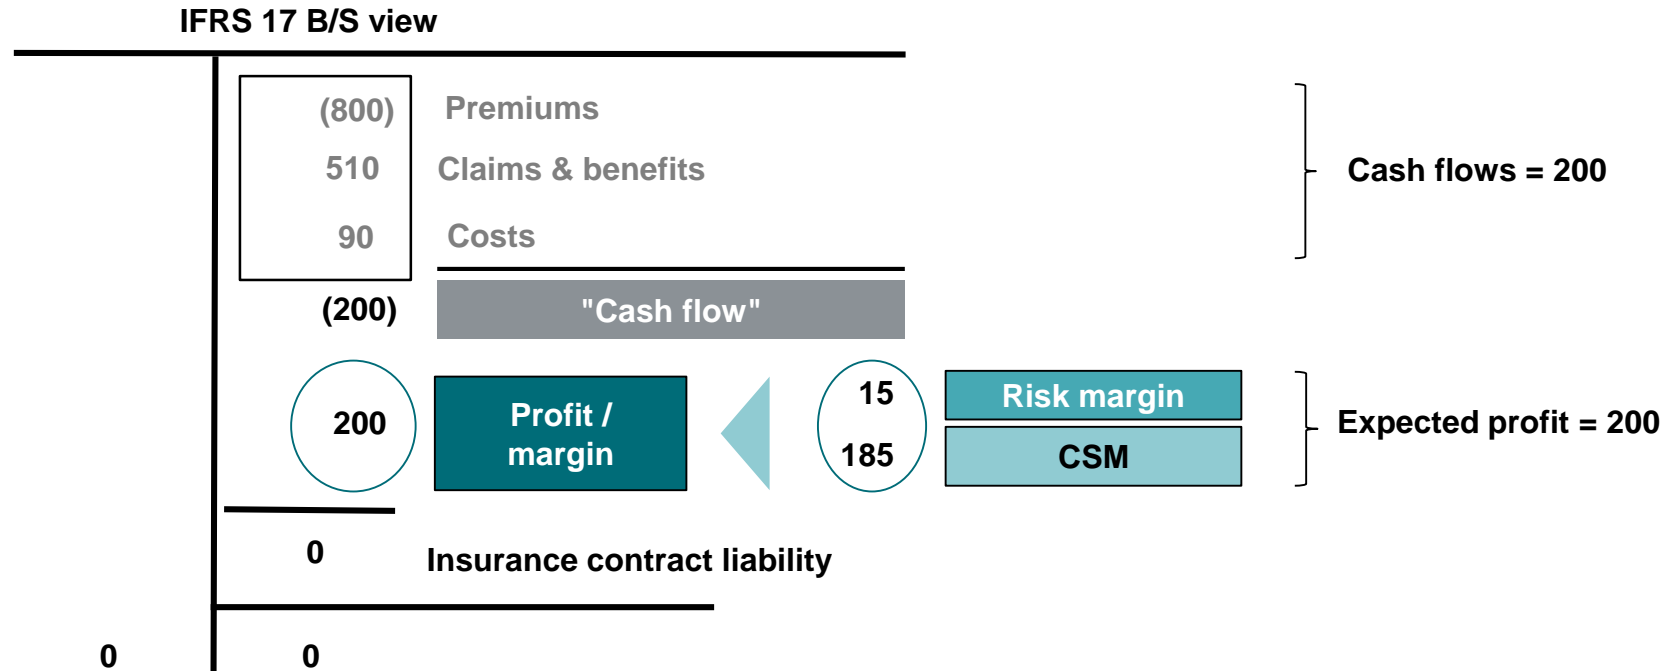 IFRS 17 B/S view
(800) Premiums
510 Claims & benefits
90 Costs
Cash flows = 200
(200) "Cash flow"
200
Profit /
margin
15 Risk margin
185 CSM
Expected profit = 200
0 Insurance contract liability
0 0